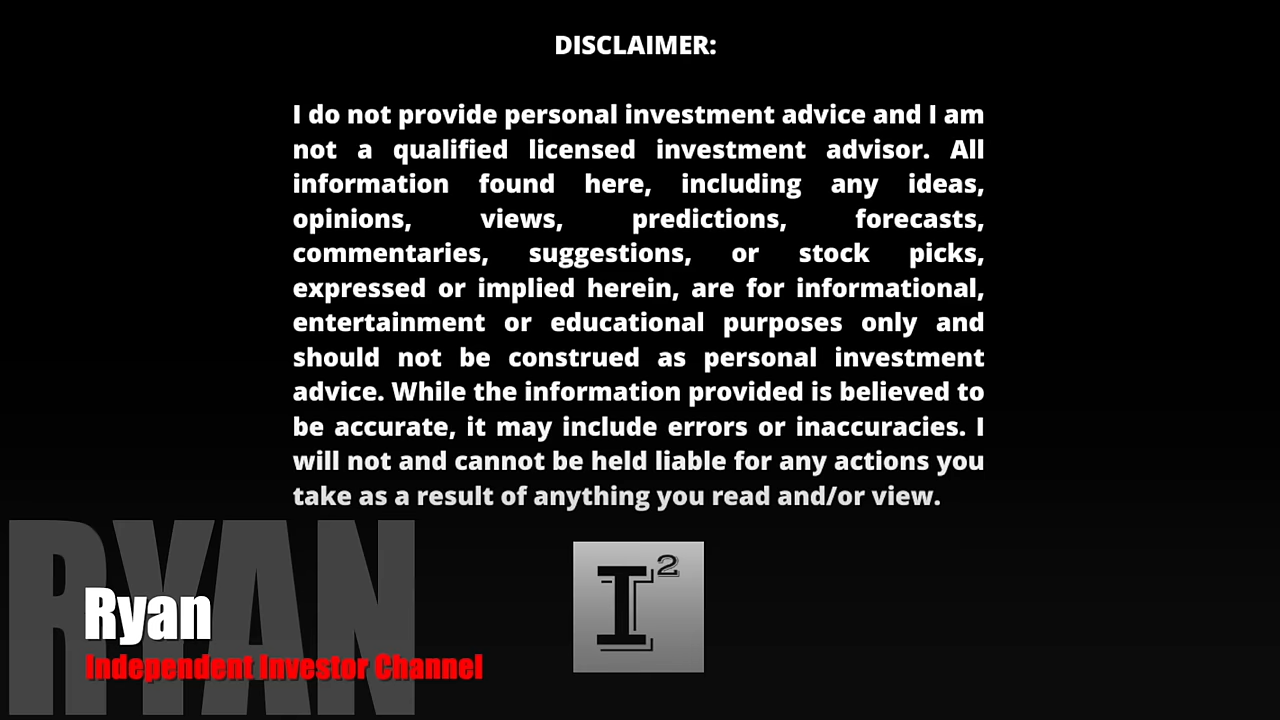 DISCLAIMER:
I do not provide personal investment advice and I am
not a qualified licensed investment advisor. All
information found here, including any ideas,
opinions, views, predictions, forecasts,
commentaries, suggestions, or stock picks,
expressed or implied herein, are for informational,
entertainment or educational purposes only and
should not be construed as personal investment
advice. While the information provided is believed to
be accurate, it may include errors or inaccuracies. I
will not and cannot be held liable for any actions you
take as a result of anything you read and/or view.
RYAN
Ryan
Independent Investor Channel
I²